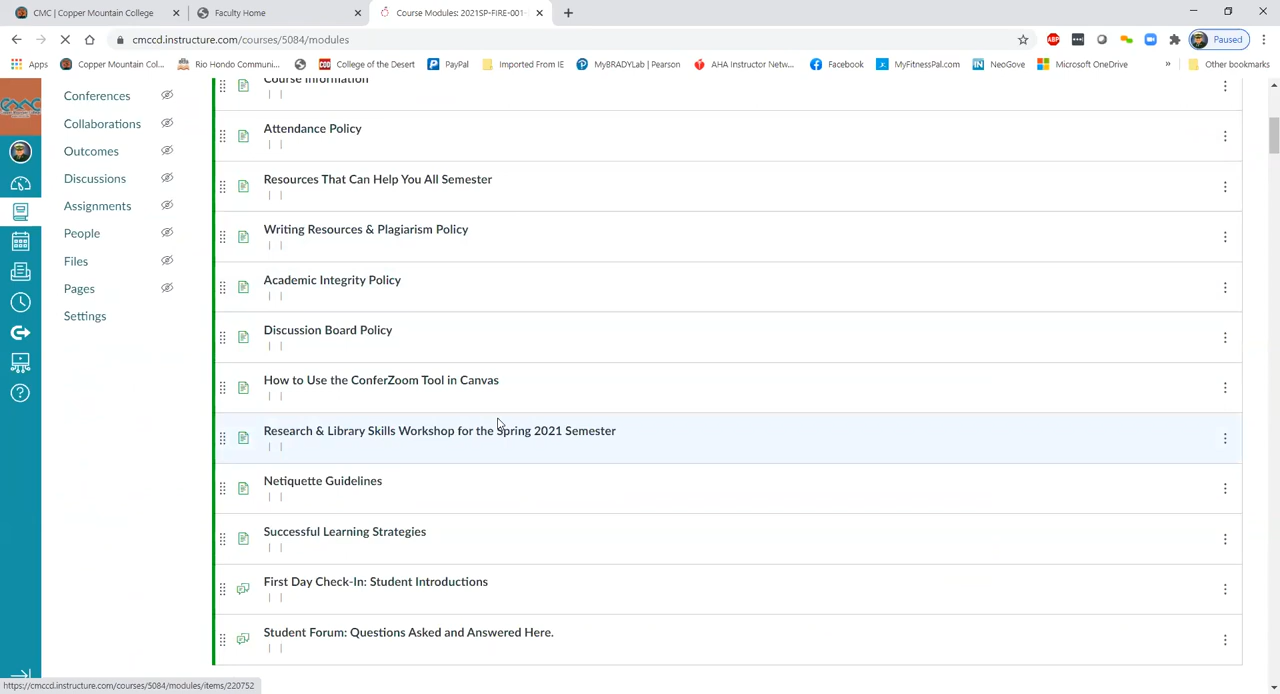 CMC | Copper Mountain College
Faculty Home
Course Modules: 2021SP-FIRE-001-
cmccd.instructure.com/courses/5084/modules
Paused
Apps
Copper Mountain Col...
Rio Hondo Communi...
College of the Desert
PayPal
Imported From IE
MyBRADYLab | Pearson
AHA Instructor Netw...
Facebook
MyFitnessPal.com
NeoGove
Microsoft OneDrive
Other bookmarks
Conferences
Collaborations
Outcomes
Discussions
Assignments
People
Files
Pages
Settings
Course Information
Attendance Policy
Resources That Can Help You All Semester
Writing Resources & Plagiarism Policy
Academic Integrity Policy
Discussion Board Policy
How to Use the ConferZoom Tool in Canvas
Research & Library Skills Workshop for the Spring 2021 Semester
Netiquette Guidelines
Successful Learning Strategies
First Day Check-In: Student Introductions
Student Forum: Questions Asked and Answered Here.
https://cmccd.instructure.com/courses/5084/modules/items/220752